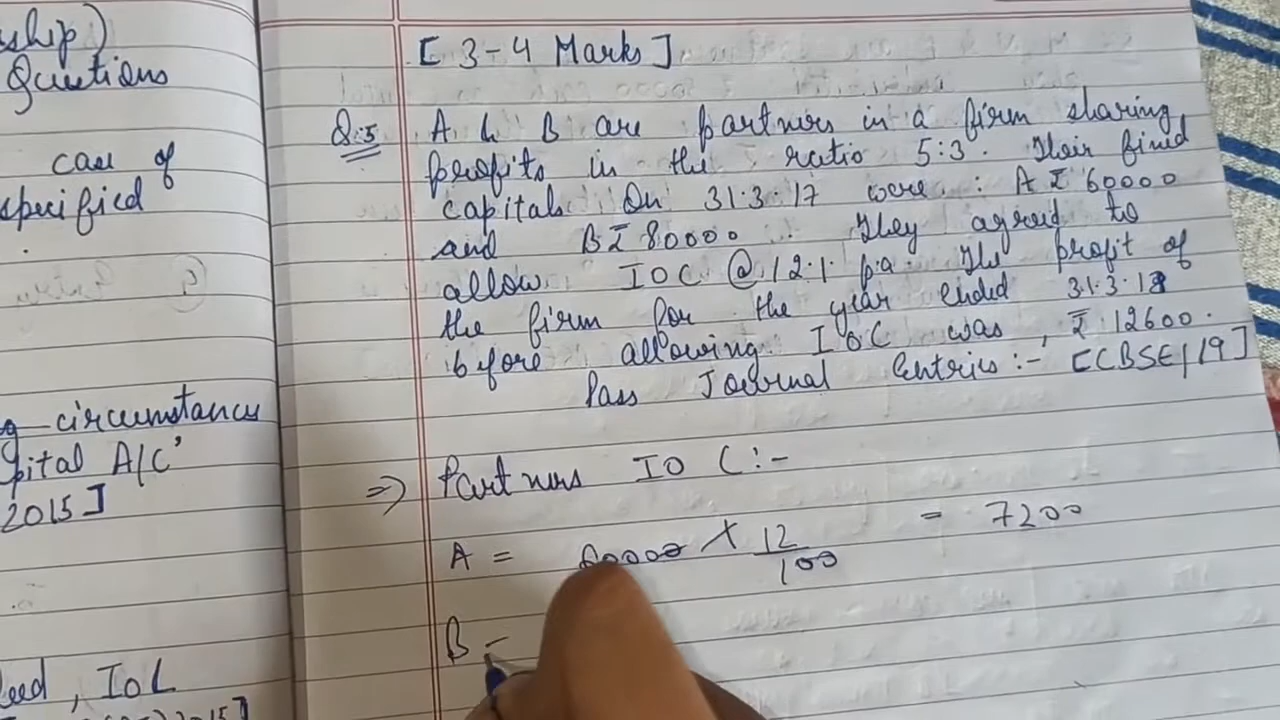 ship)
Questions
case of
specified
circumstances
pital A/C'
2015]
eed, IOL
2015]
[ 3-4 Marks ]
Q.5 A & B are partners in a firm sharing
profits in the ratio 5:3. Their fixed
capitals On 31.3.17 were : A ₹ 60000
and B ₹ 80000. They agreed to
allow IOC @ 12% p.a. The profit of
the firm for the year ended 31.3.18
before allowing IOC was ₹ 12600.
Pass Journal Entries :- [CBSE/19]
=> Partners IOC :-
A = 60000 × 12/100 = 7200
B =